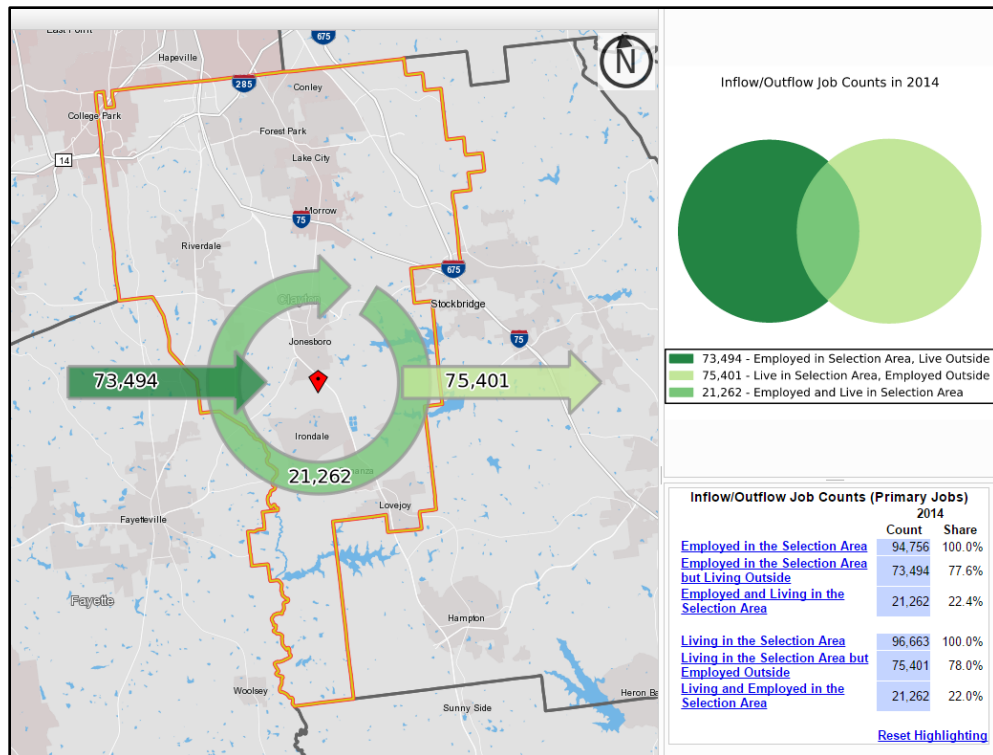 East Point
675
Hapeville
N
285
Conley
College Park
Forest Park
14
Lake City
Morrow
75
Riverdale
675
Clayton
Stockbridge
75
Jonesboro
73,494
75,401
Irondale
21,262
Lovejoy
Fayetteville
Fayette
Hampton
Woolsey
Sunny Side
Inflow/Outflow Job Counts in 2014
73,494 - Employed in Selection Area, Live Outside
75,401 - Live in Selection Area, Employed Outside
21,262 - Employed and Live in Selection Area
Inflow/Outflow Job Counts (Primary Jobs)
2014
Count Share
Employed in the Selection Area 94,756 100.0%
Employed in the Selection Area
but Living Outside 73,494 77.6%
Employed and Living in the
Selection Area 21,262 22.4%
Living in the Selection Area 96,663 100.0%
Living in the Selection Area but
Employed Outside 75,401 78.0%
Living and Employed in the
Selection Area 21,262 22.0%
Reset Highlighting